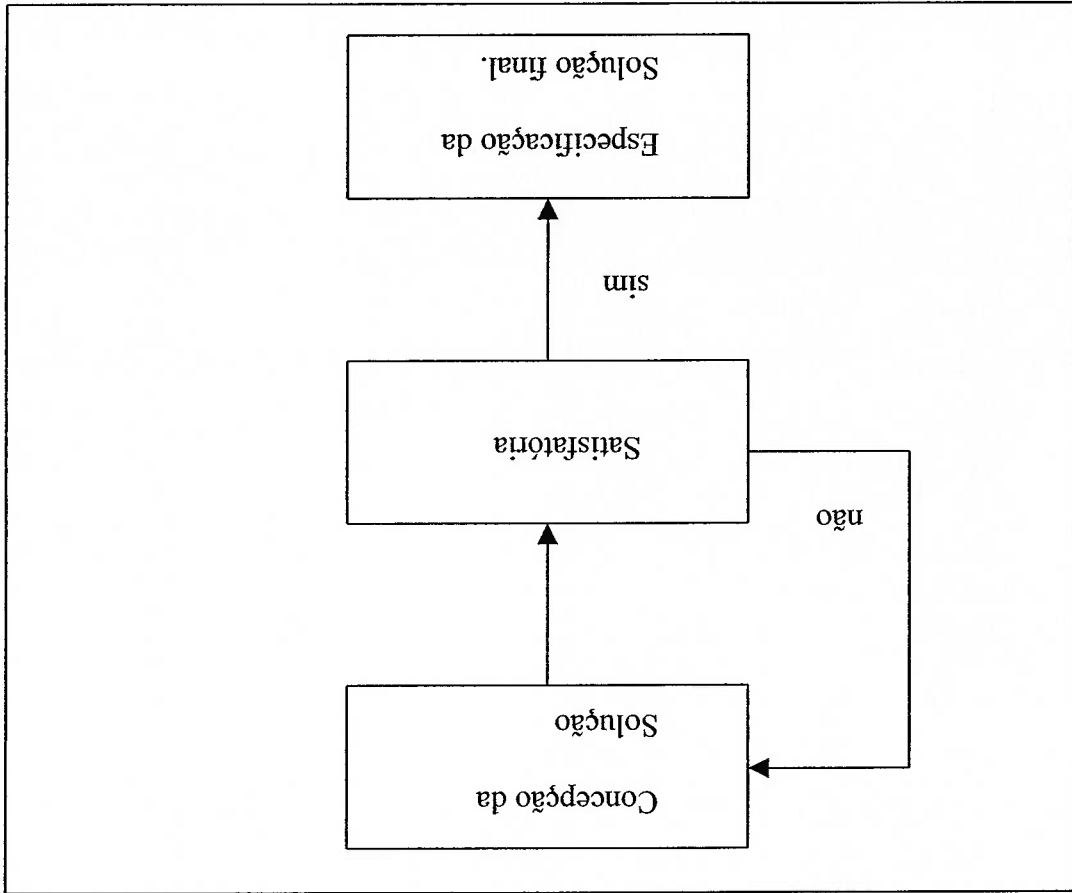 Concepção da
Solução
não
Satisfatória
sim
Especificação da
Solução final.